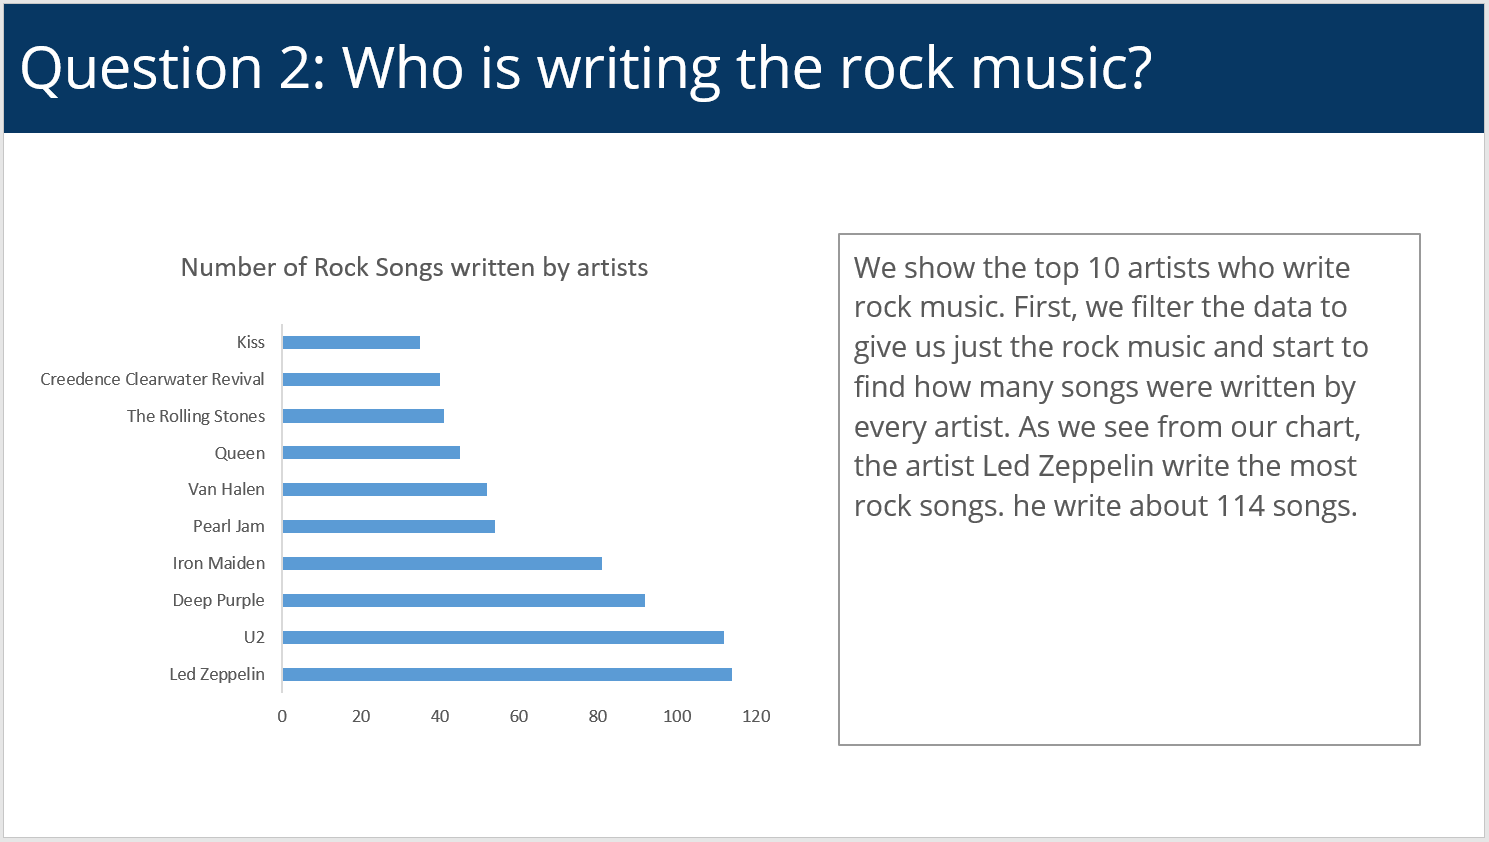 Question 2: Who is writing the rock music?
Number of Rock Songs written by artists
Kiss
Creedence Clearwater Revival
The Rolling Stones
Queen
Van Halen
Pearl Jam
Iron Maiden
Deep Purple
U2
Led Zeppelin
0 20 40 60 80 100 120
We show the top 10 artists who write
rock music. First, we filter the data to
give us just the rock music and start to
find how many songs were written by
every artist. As we see from our chart,
the artist Led Zeppelin write the most
rock songs. he write about 114 songs.